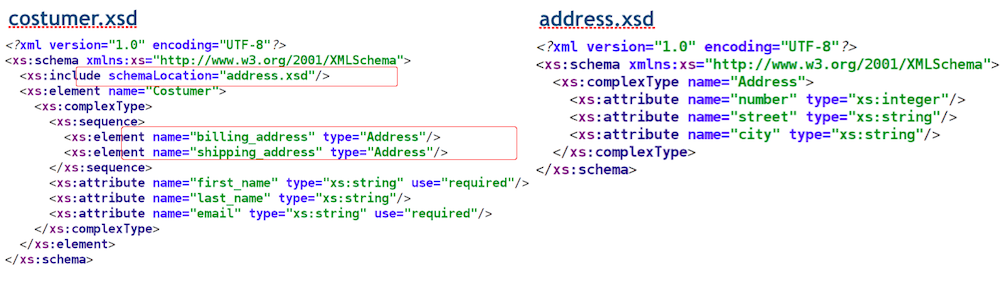 costumer.xsd
<?xml version="1.0" encoding="UTF-8"?>
<xs:schema xmlns:xs="http://www.w3.org/2001/XMLSchema">
<xs:include schemaLocation="address.xsd"/>
<xs:element name="Costumer">
<xs:complexType>
<xs:sequence>
<xs:element name="billing_address" type="Address"/>
<xs:element name="shipping_address" type="Address"/>
</xs:sequence>
<xs:attribute name="first_name" type="xs:string" use="required"/>
<xs:attribute name="last_name" type="xs:string"/>
<xs:attribute name="email" type="xs:string" use="required"/>
</xs:complexType>
</xs:element>
</xs:schema>
address.xsd
<?xml version="1.0" encoding="UTF-8"?>
<xs:schema xmlns:xs="http://www.w3.org/2001/XMLSchema">
<xs:complexType name="Address">
<xs:attribute name="number" type="xs:integer"/>
<xs:attribute name="street" type="xs:string"/>
<xs:attribute name="city" type="xs:string"/>
</xs:complexType>
</xs:schema>